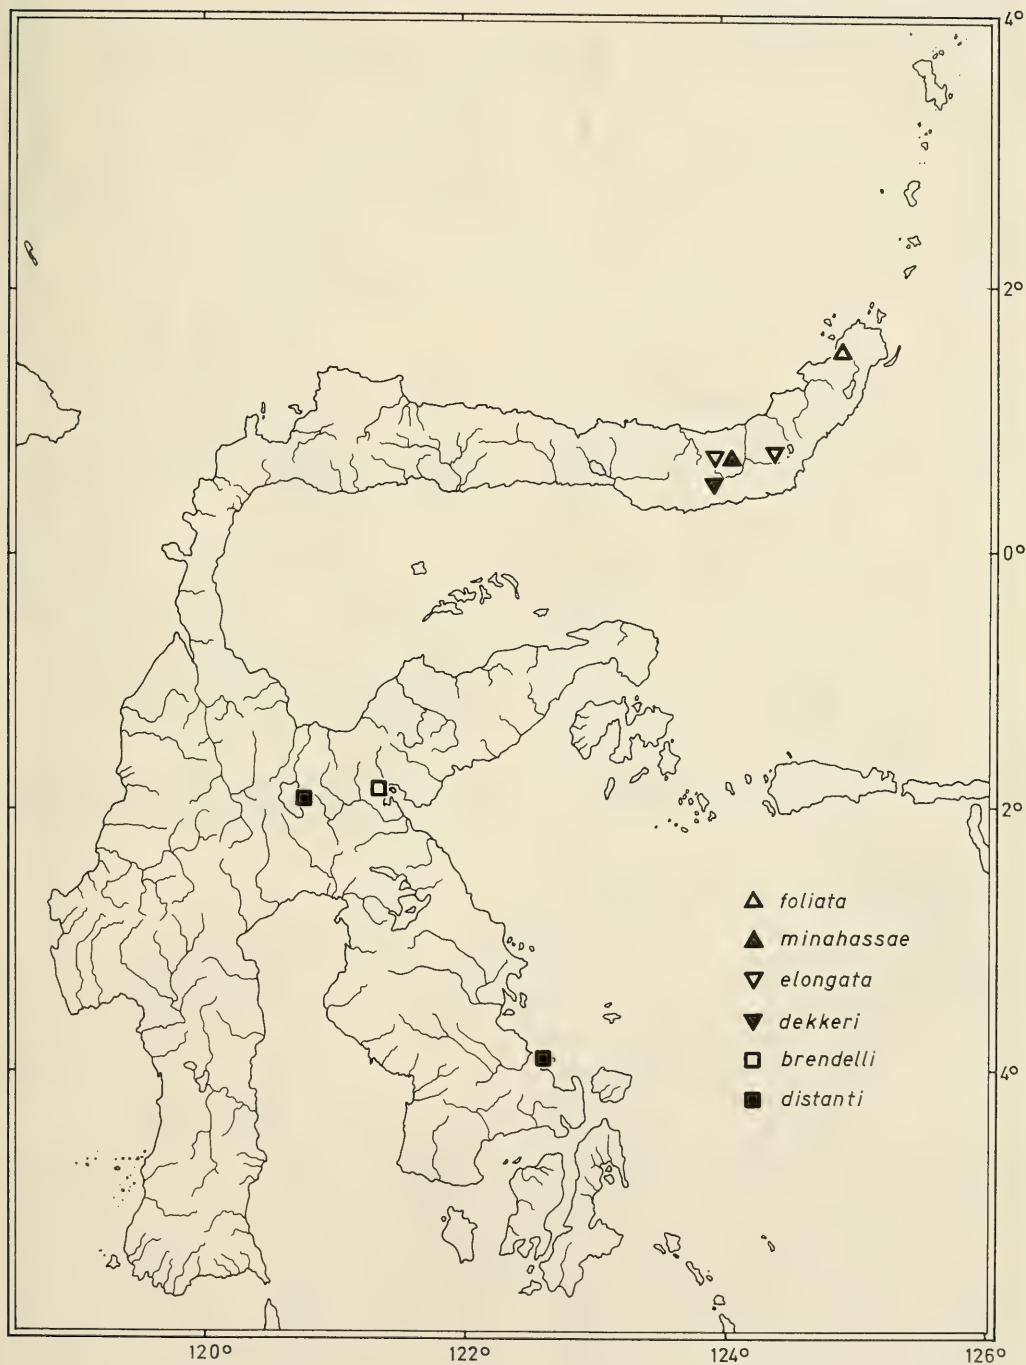 4°
2°
0°
2°
foliata
minahassae
elongata
dekkeri
brendelli
4°
distanti
120°
122°
124°
126°